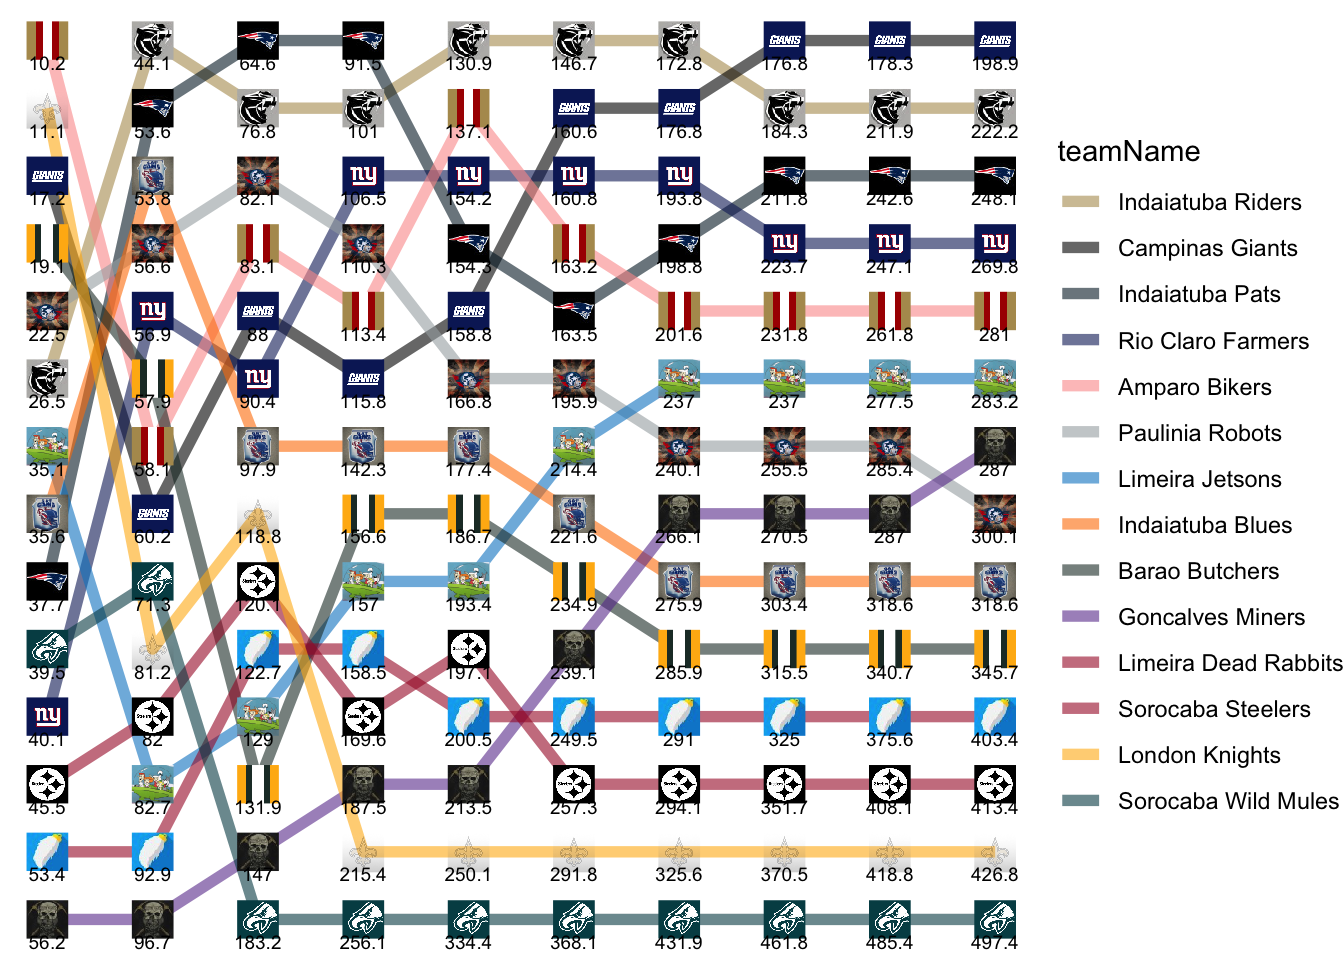 10.2 44.1 64.6 91.5 130.9 146.7 172.8 176.8 178.3 198.9
11.1 53.6 76.8 101 137.1 160.6 176.8 184.3 211.9 222.2
17.2 53.8 82.1 106.5 154.2 160.8 193.8 211.8 242.6 248.1
19.1 56.6 83.1 110.3 154.3 163.2 198.8 223.7 247.1 269.8
22.5 56.9 88 113.4 158.8 163.5 201.6 231.8 261.8 281
26.5 57.9 90.4 115.8 166.8 195.9 237 237 277.5 283.2
35.1 58.1 97.9 142.3 177.4 214.4 240.1 255.5 285.4 287
35.6 60.2 118.8 156.6 186.7 221.6 266.1 270.5 287 300.1
37.7 71.3 120.1 157 193.4 234.9 275.9 303.4 318.6 318.6
39.5 81.2 122.7 158.5 197.1 239.1 285.9 315.5 340.7 345.7
40.1 82 129 169.6 200.5 249.5 291 325 375.6 403.4
45.5 82.7 131.9 187.5 213.5 257.3 294.1 351.7 408.1 413.4
53.4 92.9 147 215.4 250.1 291.8 325.6 370.5 418.8 426.8
56.2 96.7 183.2 256.1 334.4 368.1 431.9 461.8 485.4 497.4
teamName
Indaiatuba Riders
Campinas Giants
Indaiatuba Pats
Rio Claro Farmers
Amparo Bikers
Paulinia Robots
Limeira Jetsons
Indaiatuba Blues
Barao Butchers
Goncalves Miners
Limeira Dead Rabbits
Sorocaba Steelers
London Knights
Sorocaba Wild Mules